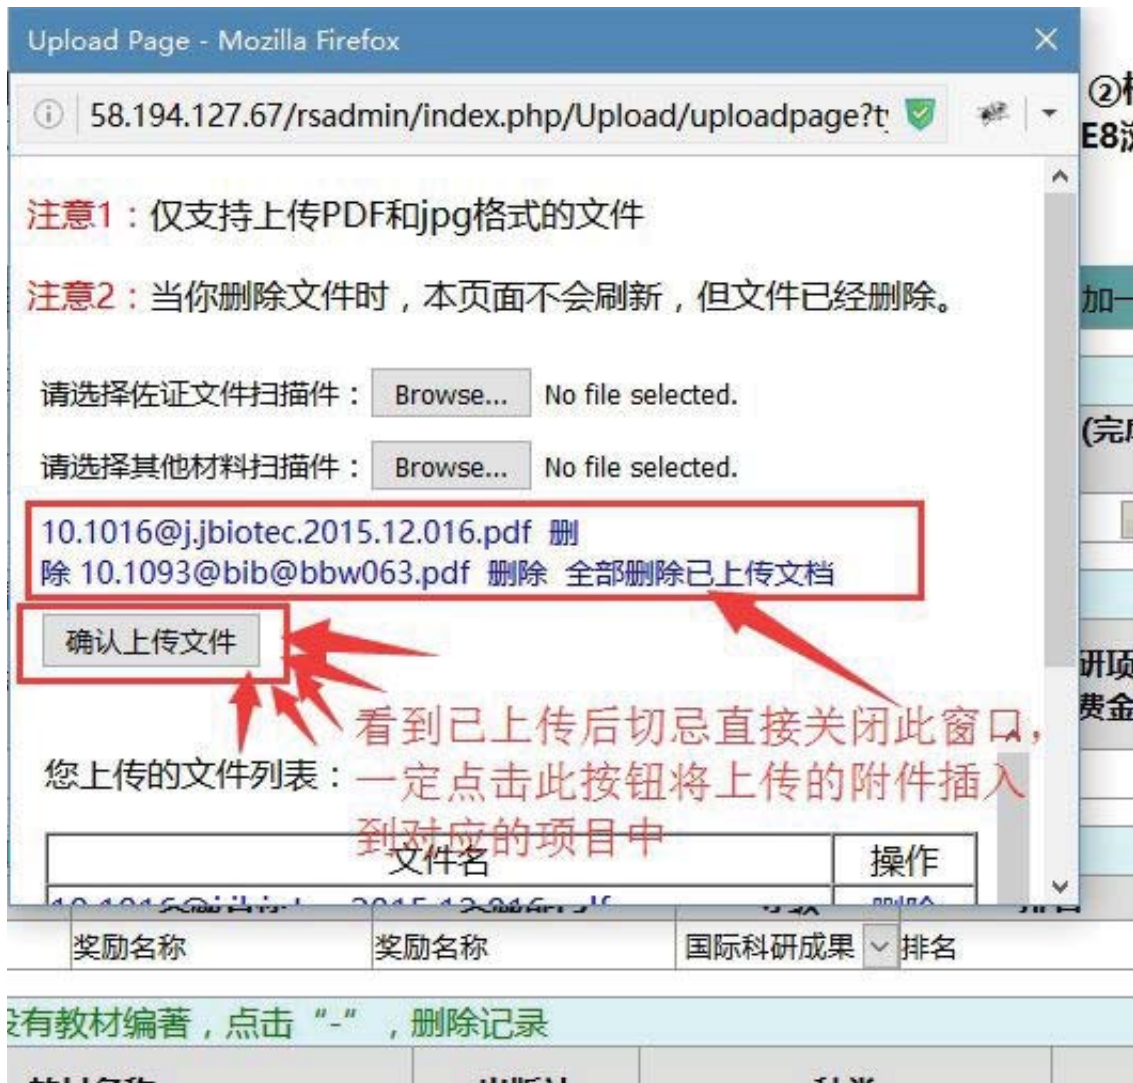 Upload Page - Mozilla Firefox
58.194.127.67/rsadmin/index.php/Upload/uploadpage?t
②
E8
注意1：仅支持上传PDF和jpg格式的文件
注意2：当你删除文件时，本页面不会刷新，但文件已经删除。
加一
请选择佐证文件扫描件： Browse... No file selected.
(完成
请选择其他材料扫描件： Browse... No file selected.
10.1016@j.jbiotec.2015.12.016.pdf 删
除 10.1093@bib@bbw063.pdf 删除 全部删除已上传文档
确认上传文件
研项
费金
看到已上传后切忌直接关闭此窗口，
您上传的文件列表：
一定点击此按钮将上传的附件插入
到对应的项目中
文件名 操作
奖励名称 奖励名称 国际科研成果 排名
没有教材编著，点击“-”，删除记录